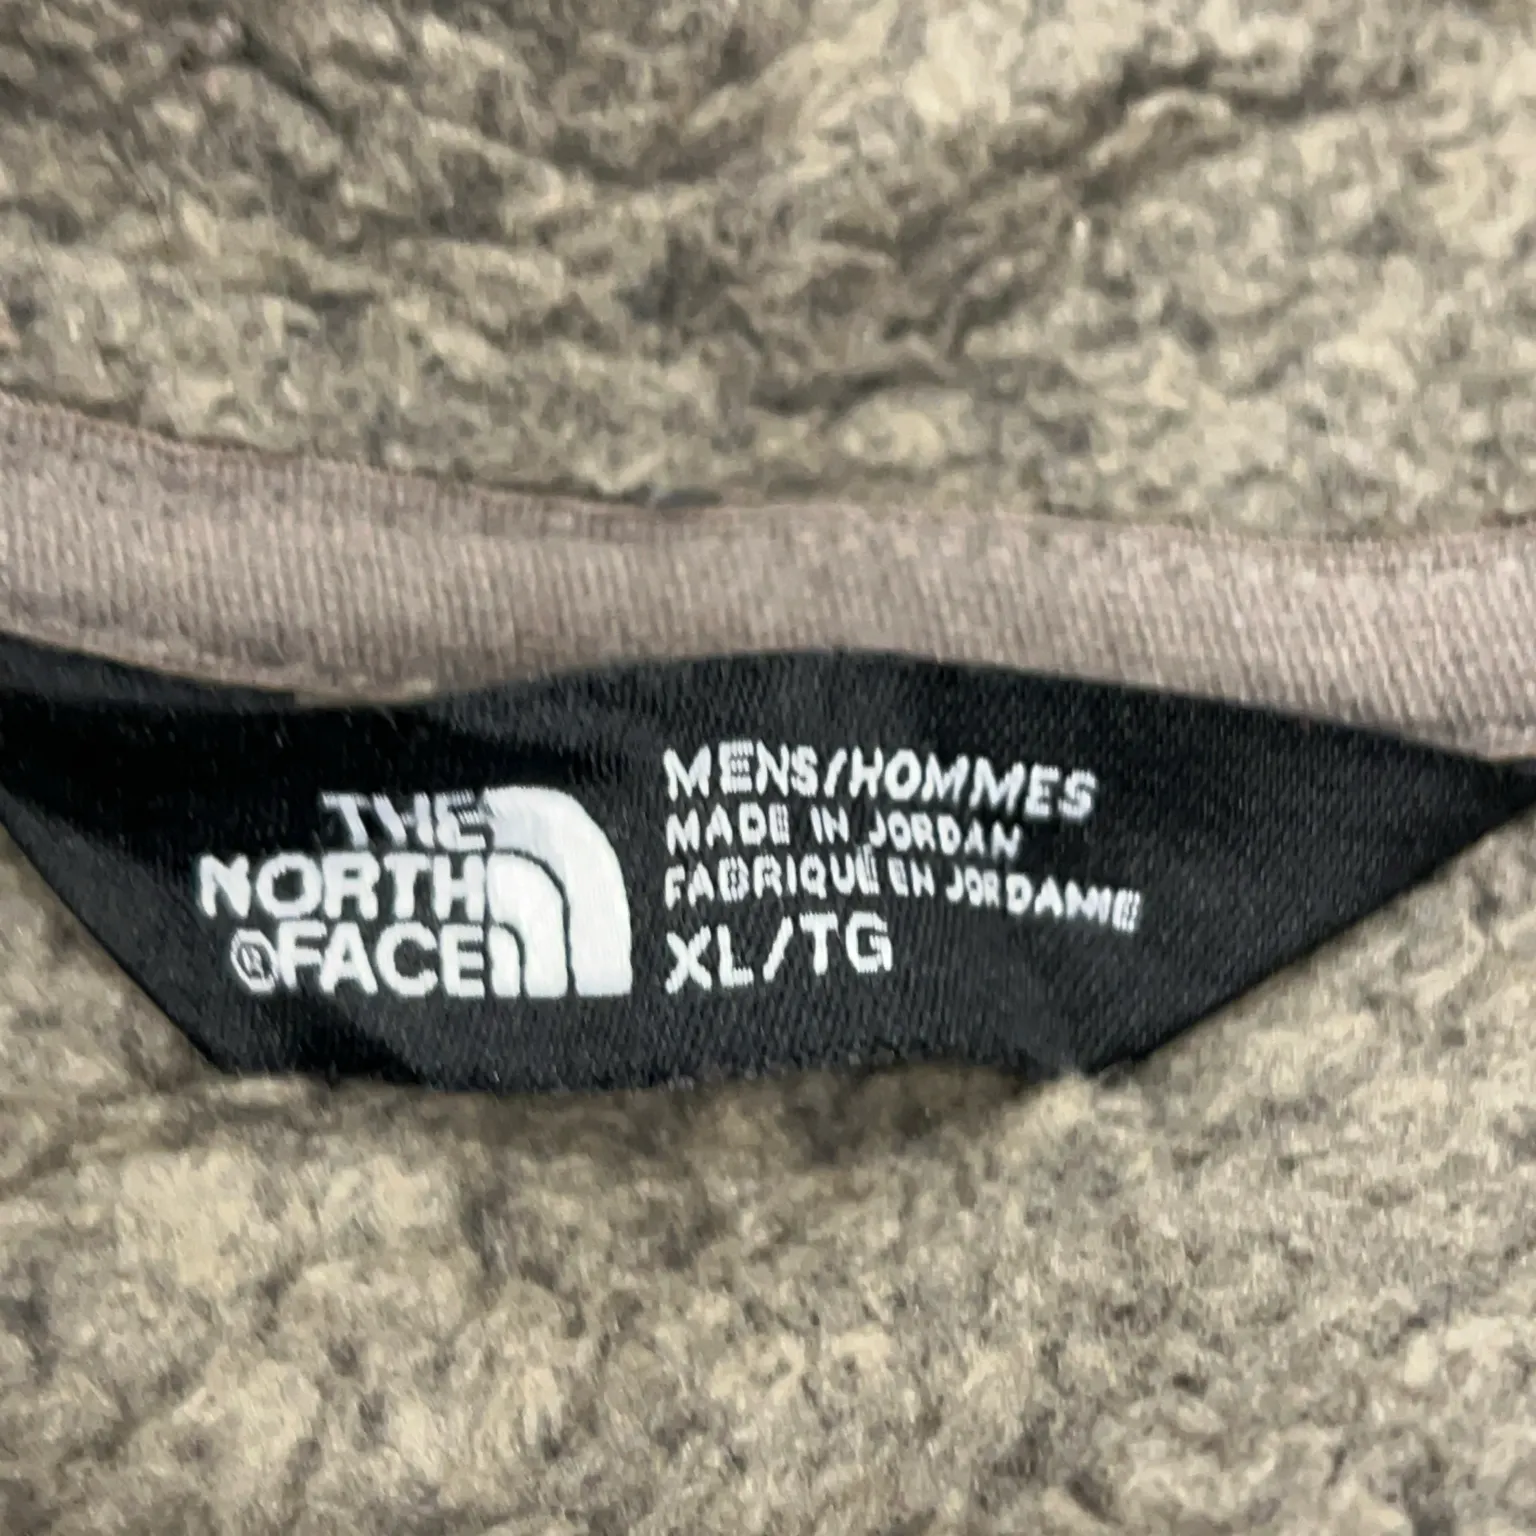 THE
NORTH
®FACE
MENS/HOMMES
MADE IN JORDAN
FABRIQUÉ EN JORDANIE
XL/TG